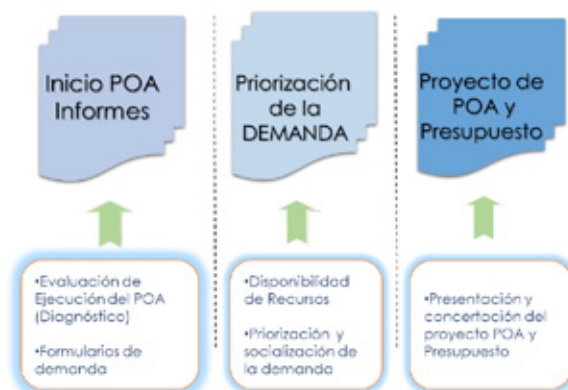 Inicio POA
Informes
Priorización
de la
DEMANDA
Proyecto de
POA y
Presupuesto
•Evaluación de
Ejecución del POA
(Diagnóstico)
•Formularios de
demanda
•Disponibilidad
de Recursos
•Priorización y
socialización de
la demanda
•Presentación y
concertación del
proyecto POA y
Presupuesto